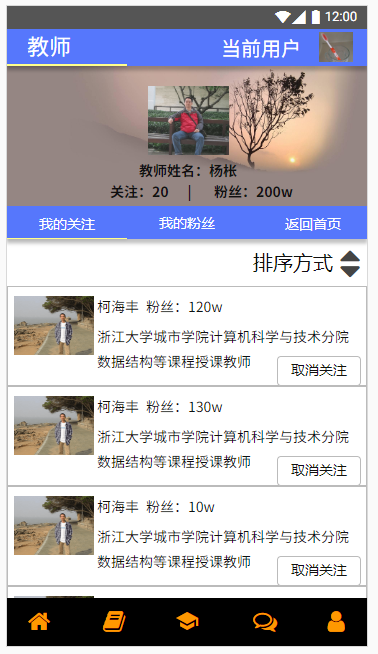 12:00
教师 当前用户
教师姓名：杨枨
关注：20 | 粉丝：200w
我的关注 我的粉丝 返回首页
排序方式
柯海丰 粉丝：120w
浙江大学城市学院计算机科学与技术分院
数据结构等课程授课教师
取消关注
柯海丰 粉丝：130w
浙江大学城市学院计算机科学与技术分院
数据结构等课程授课教师
取消关注
柯海丰 粉丝：10w
浙江大学城市学院计算机科学与技术分院
数据结构等课程授课教师
取消关注